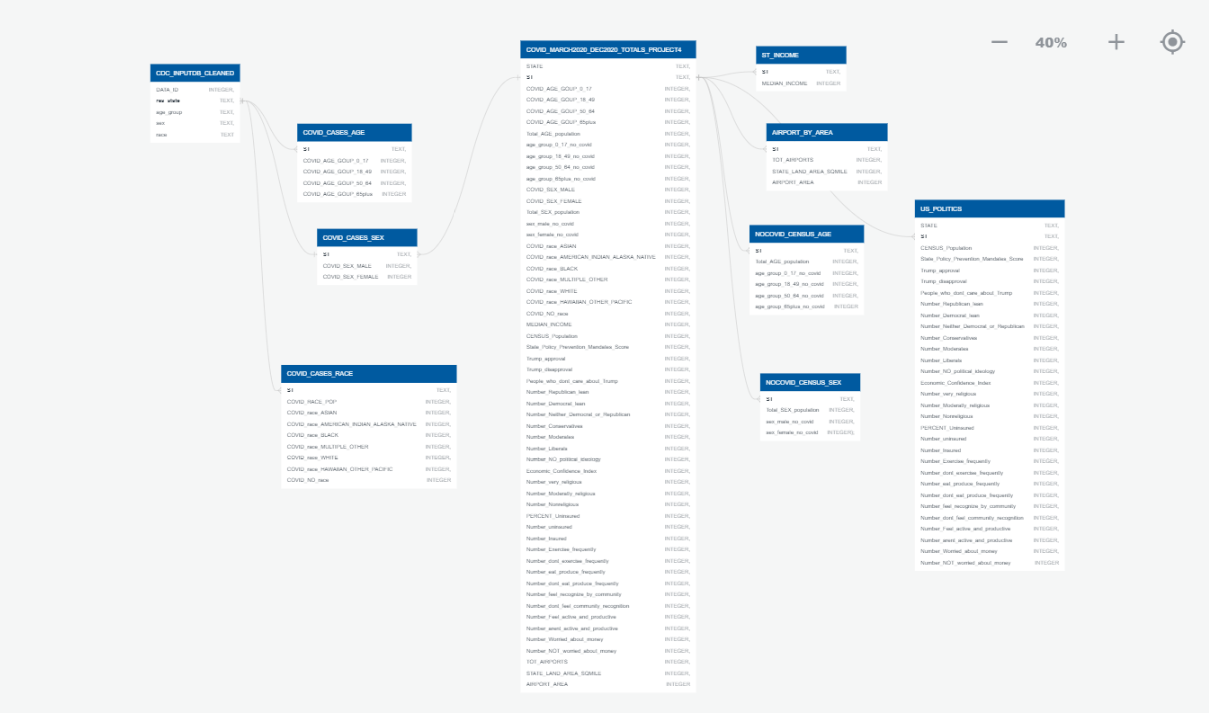 40%
CDC_INPUTDB_CLEANED
DATA_ID INTEGER,
res_state TEXT,
age_group TEXT,
sex TEXT,
race TEXT
COVID_CASES_AGE
ST TEXT,
COVID_AGE_GOUP_0_17 INTEGER,
COVID_AGE_GOUP_18_49 INTEGER,
COVID_AGE_GOUP_50_64 INTEGER,
COVID_AGE_GOUP_65plus INTEGER
COVID_CASES_SEX
ST TEXT,
COVID_SEX_MALE INTEGER,
COVID_SEX_FEMALE INTEGER
COVID_CASES_RACE
ST TEXT,
COVID_RACE_POP INTEGER,
COVID_race_ASIAN INTEGER,
COVID_race_AMERICAN_INDIAN_ALASKA_NATIVE INTEGER,
COVID_race_BLACK INTEGER,
COVID_race_MULTIPLE_OTHER INTEGER,
COVID_race_WHITE INTEGER,
COVID_race_HAWAIIAN_OTHER_PACIFIC INTEGER,
COVID_NO_race INTEGER
COVID_MARCH2020_DEC2020_TOTALS_PROJECT4
STATE TEXT,
ST TEXT,
COVID_AGE_GOUP_0_17 INTEGER,
COVID_AGE_GOUP_18_49 INTEGER,
COVID_AGE_GOUP_50_64 INTEGER,
COVID_AGE_GOUP_65plus INTEGER,
Total_AGE_population INTEGER,
age_group_0_17_no_covid INTEGER,
age_group_18_49_no_covid INTEGER,
age_group_50_64_no_covid INTEGER,
age_group_65plus_no_covid INTEGER,
COVID_SEX_MALE INTEGER,
COVID_SEX_FEMALE INTEGER,
Total_SEX_population INTEGER,
sex_male_no_covid INTEGER,
sex_female_no_covid INTEGER,
COVID_race_ASIAN INTEGER,
COVID_race_AMERICAN_INDIAN_ALASKA_NATIVE INTEGER,
COVID_race_BLACK INTEGER,
COVID_race_MULTIPLE_OTHER INTEGER,
COVID_race_WHITE INTEGER,
COVID_race_HAWAIIAN_OTHER_PACIFIC INTEGER,
COVID_NO_race INTEGER,
MEDIAN_INCOME INTEGER,
CENSUS_Population INTEGER,
State_Policy_Prevention_Mandates_Score INTEGER,
Trump_approval INTEGER,
Trump_disapproval INTEGER,
People_who_dont_care_about_Trump INTEGER,
Number_Republican_lean INTEGER,
Number_Democrat_lean INTEGER,
Number_Neither_Democrat_or_Republican INTEGER,
Number_Conservatives INTEGER,
Number_Moderates INTEGER,
Number_Liberals INTEGER,
Number_NO_political_ideology INTEGER,
Economic_Confidence_Index INTEGER,
Number_very_religious INTEGER,
Number_Moderatly_religious INTEGER,
Number_Nonreligious INTEGER,
PERCENT_Uninsured INTEGER,
Number_uninsured INTEGER,
Number_Insured INTEGER,
Number_Exercise_frequently INTEGER,
Number_dont_exercise_frequently INTEGER,
Number_eat_produce_frequently INTEGER,
Number_dont_eat_produce_frequently INTEGER,
Number_feel_recognize_by_community INTEGER,
Number_dont_feel_community_recognition INTEGER,
Number_Feel_active_and_productive INTEGER,
Number_arent_active_and_productive INTEGER,
Number_Worried_about_money INTEGER,
Number_NOT_worried_about_money INTEGER,
TOT_AIRPORTS INTEGER,
STATE_LAND_AREA_SQMILE INTEGER,
AIRPORT_AREA INTEGER
ST_INCOME
ST TEXT,
MEDIAN_INCOME INTEGER
AIRPORT_BY_AREA
ST TEXT,
TOT_AIRPORTS INTEGER,
STATE_LAND_AREA_SQMILE INTEGER,
AIRPORT_AREA INTEGER
NOCOVID_CENSUS_AGE
ST TEXT,
Total_AGE_population INTEGER,
age_group_0_17_no_covid INTEGER,
age_group_18_49_no_covid INTEGER,
age_group_50_64_no_covid INTEGER,
age_group_65plus_no_covid INTEGER
NOCOVID_CENSUS_SEX
ST TEXT,
Total_SEX_population INTEGER,
sex_male_no_covid INTEGER,
sex_female_no_covid INTEGER,
US_POLITICS
STATE TEXT,
ST TEXT,
CENSUS_Population INTEGER,
State_Policy_Prevention_Mandates_Score INTEGER,
Trump_approval INTEGER,
Trump_disapproval INTEGER,
People_who_dont_care_about_Trump INTEGER,
Number_Republican_lean INTEGER,
Number_Democrat_lean INTEGER,
Number_Neither_Democrat_or_Republican INTEGER,
Number_Conservatives INTEGER,
Number_Moderates INTEGER,
Number_Liberals INTEGER,
Number_NO_political_ideology INTEGER,
Economic_Confidence_Index INTEGER,
Number_very_religious INTEGER,
Number_Moderatly_religious INTEGER,
Number_Nonreligious INTEGER,
PERCENT_Uninsured INTEGER,
Number_uninsured INTEGER,
Number_Insured INTEGER,
Number_Exercise_frequently INTEGER,
Number_dont_exercise_frequently INTEGER,
Number_eat_produce_frequently INTEGER,
Number_dont_eat_produce_frequently INTEGER,
Number_feel_recognize_by_community INTEGER,
Number_dont_feel_community_recognition INTEGER,
Number_Feel_active_and_productive INTEGER,
Number_arent_active_and_productive INTEGER,
Number_Worried_about_money INTEGER,
Number_NOT_worried_about_money INTEGER